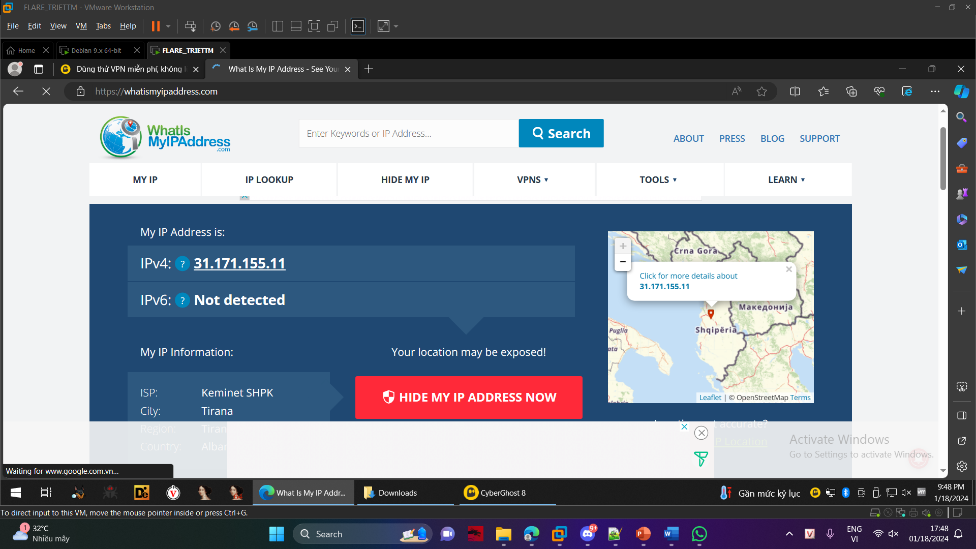 FLARE_TRIETTM - VMware Workstation
File Edit View VM Tabs Help
Home Debian 9.x 64-bit FLARE_TRIETTM
Dùng thử VPN miễn phí, không What Is My IP Address - See You
https://whatismyipaddress.com
WhatIs
MyIPAddress
.com
Enter Keywords or IP Address...
Search
ABOUT PRESS BLOG SUPPORT
MY IP IP LOOKUP HIDE MY IP VPNS TOOLS LEARN
My IP Address is:
IPv4: ? 31.171.155.11
IPv6: ? Not detected
My IP Information:
Your location may be exposed!
ISP: Keminet SHPK
City: Tirana
HIDE MY IP ADDRESS NOW
Crna Gora
Click for more details about
31.171.155.11
Македонија
Shqipëria
Puglia
Leaflet | © OpenStreetMap Terms
Activate Windows
Go to Settings to activate Windows.
Waiting for www.google.com.vn...
What Is My IP Addr... Downloads CyberGhost 8
Gần mức kỷ lục
9:48 PM
1/18/2024
To direct input to this VM, move the mouse pointer inside or press Ctrl+G.
32°C
Nhiều mây
Search
ENG
VI
17:48
01/18/2024